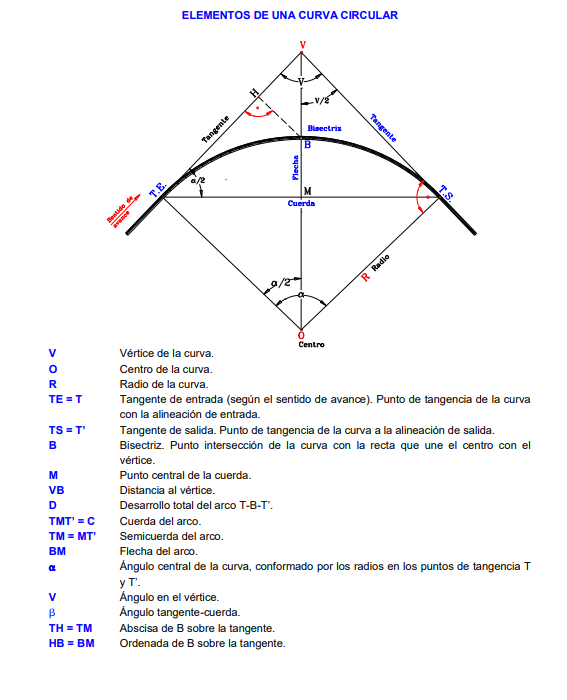 ELEMENTOS DE UNA CURVA CIRCULAR
V
H
V
V/2
Tangente
Tangente
Bisectriz
B
Flecha
T.E.
α/2
M
T.S.
Cuerda
Sentido de
avance
α/2
R Radio
α
O
Centro
V Vértice de la curva.
O Centro de la curva.
R Radio de la curva.
TE = T Tangente de entrada (según el sentido de avance). Punto de tangencia de la curva
con la alineación de entrada.
TS = T’ Tangente de salida. Punto de tangencia de la curva a la alineación de salida.
B Bisectriz. Punto intersección de la curva con la recta que une el centro con el
vértice.
M Punto central de la cuerda.
VB Distancia al vértice.
D Desarrollo total del arco T-B-T’.
TMT’ = C Cuerda del arco.
TM = MT’ Semicuerda del arco.
BM Flecha del arco.
α Ángulo central de la curva, conformado por los radios en los puntos de tangencia T
y T’.
V Ángulo en el vértice.
β Ángulo tangente-cuerda.
TH = TM Abscisa de B sobre la tangente.
HB = BM Ordenada de B sobre la tangente.